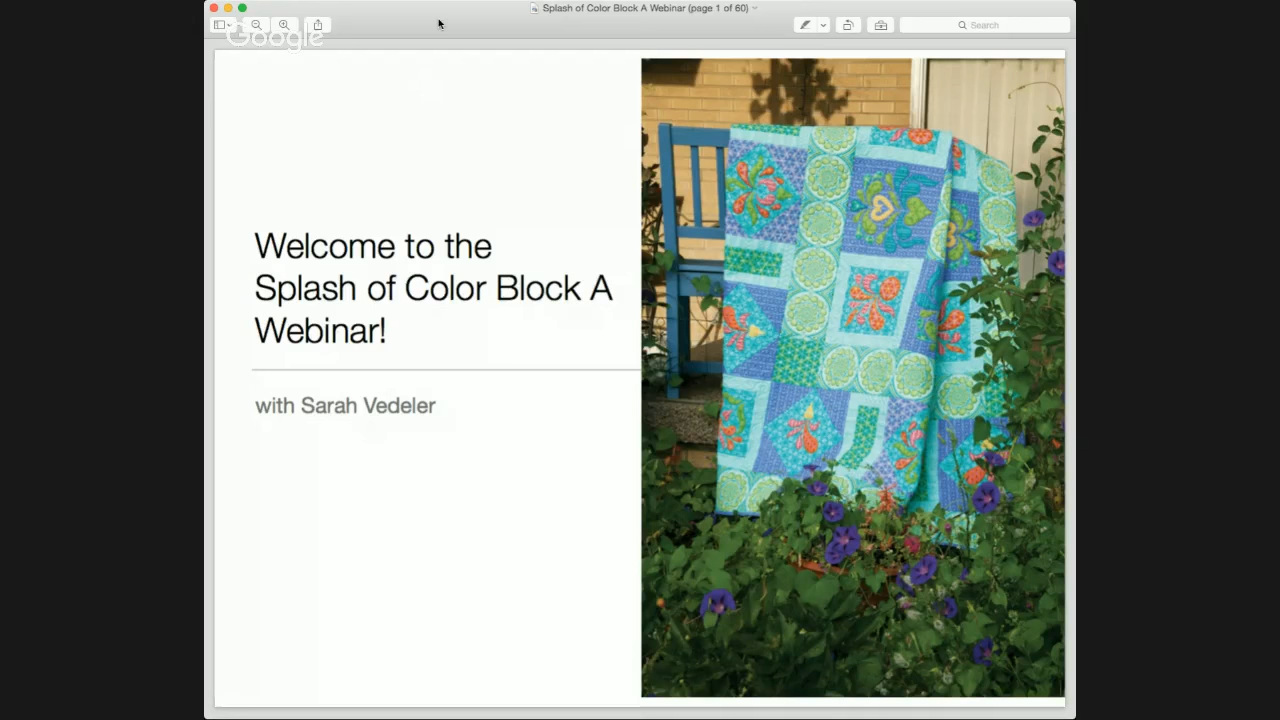 Splash of Color Block A Webinar (page 1 of 60)
Search
Google
Welcome to the
Splash of Color Block A
Webinar!
with Sarah Vedeler